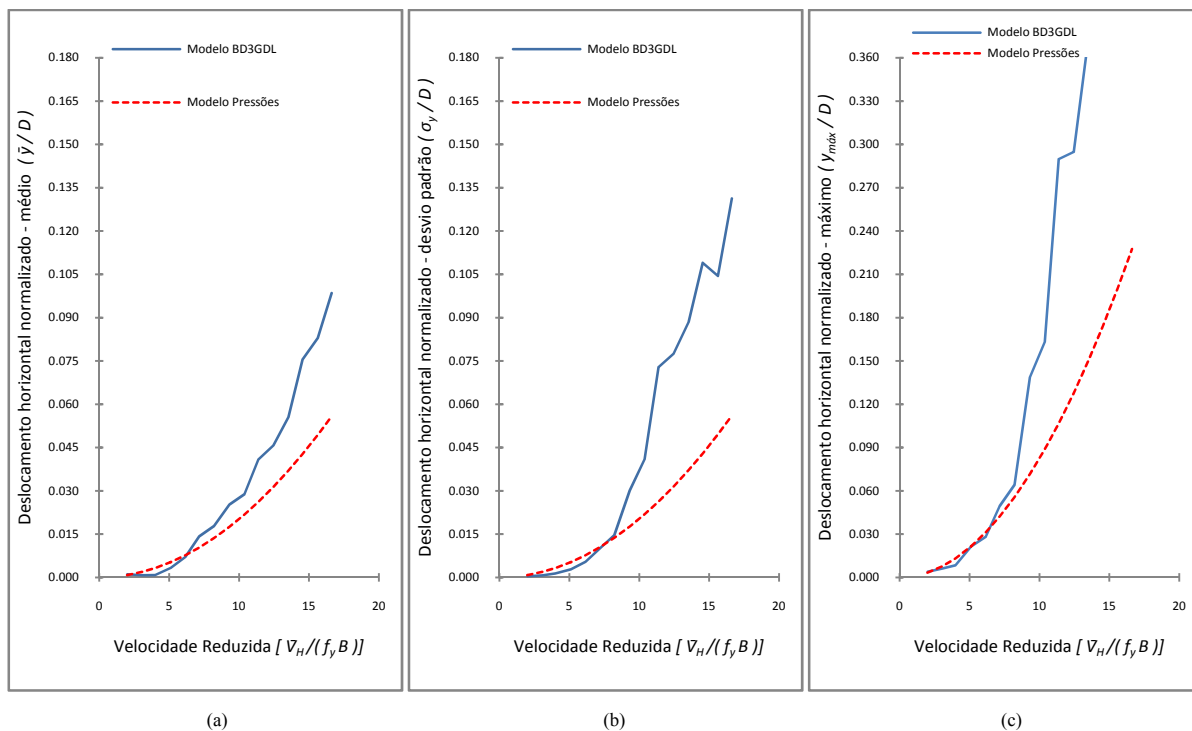 Modelo BD3GDL
Modelo Pressões
Deslocamento horizontal normalizado - médio ( ȳ / D )
0.180
0.165
0.150
0.135
0.120
0.105
0.090
0.075
0.060
0.045
0.030
0.015
0.000
0 5 10 15 20
Velocidade Reduzida [ V̅H /( fy B )]
(a)
Modelo BD3GDL
Modelo Pressões
Deslocamento horizontal normalizado - desvio padrão ( σy / D )
0.180
0.165
0.150
0.135
0.120
0.105
0.090
0.075
0.060
0.045
0.030
0.015
0.000
0 5 10 15 20
Velocidade Reduzida [ V̅H /( fy B )]
(b)
Modelo BD3GDL
Modelo Pressões
Deslocamento horizontal normalizado - máximo ( ymáx / D )
0.360
0.330
0.300
0.270
0.240
0.210
0.180
0.150
0.120
0.090
0.060
0.030
0.000
0 5 10 15 20
Velocidade Reduzida [ V̅H /( fy B )]
(c)